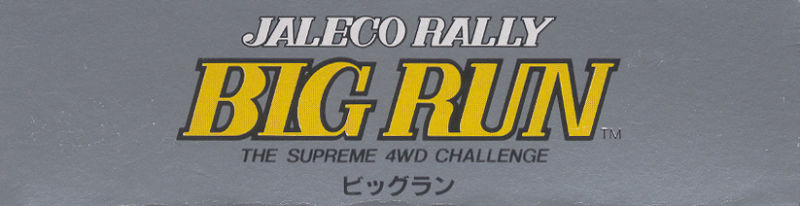 JALECO RALLY
BIG RUN™
THE SUPREME 4WD CHALLENGE
ビッグラン